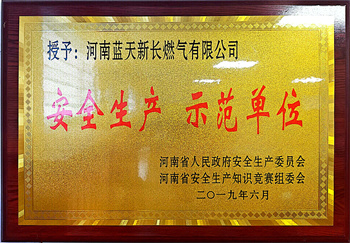 授予：河南蓝天新长燃气有限公司
安全生产 示范单位
河南省人民政府安全生产委员会
河南省安全生产知识竞赛组委会
二〇一九年六月